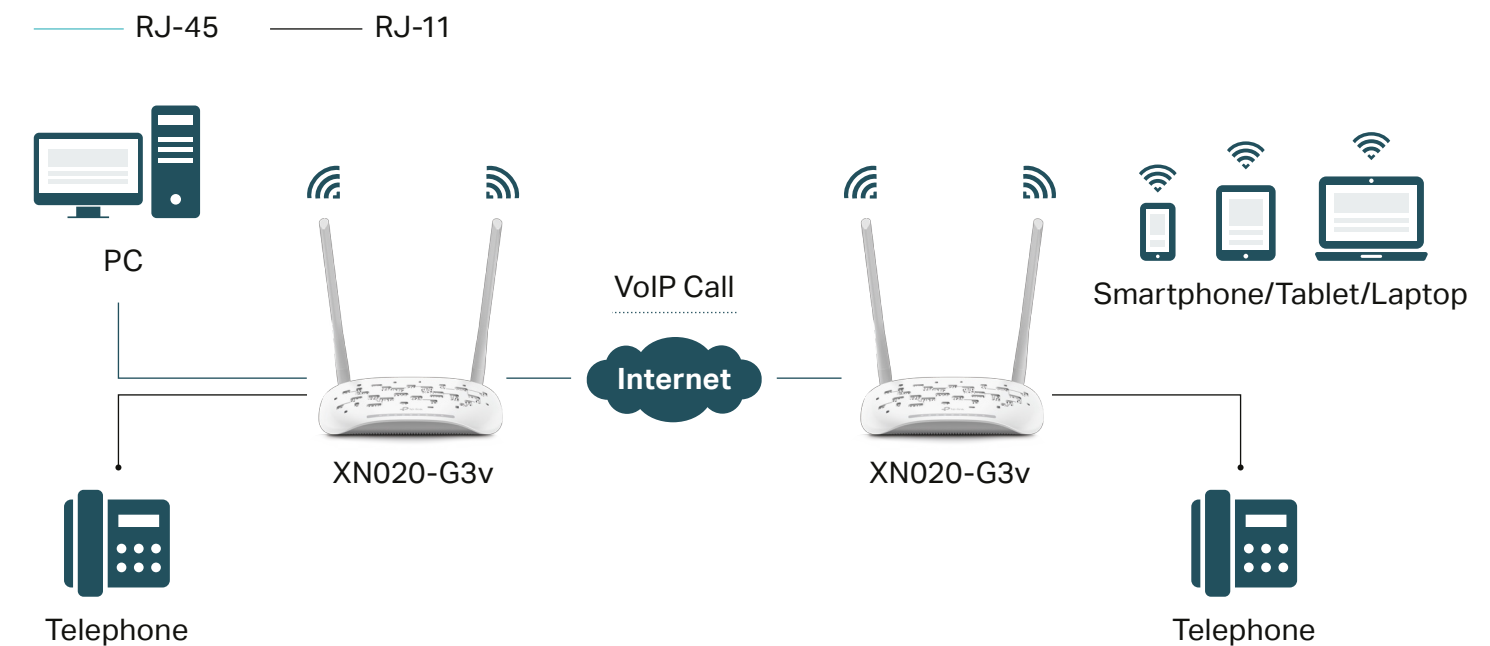 RJ-45
RJ-11
PC
VoIP Call
Internet
Smartphone/Tablet/Laptop
XN020-G3v
XN020-G3v
Telephone
Telephone